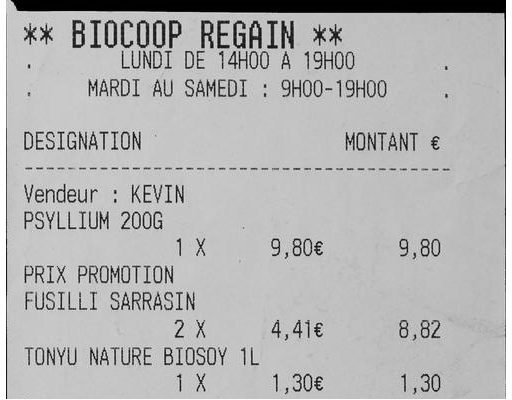 ** BIOCOOP REGAIN **
. LUNDI DE 14H00 A 19H00 .
. MARDI AU SAMEDI : 9H00-19H00 .
DESIGNATION MONTANT €
--------------------------------------------------
Vendeur : KEVIN
PSYLLIUM 200G
1 X 9,80€ 9,80
PRIX PROMOTION
FUSILLI SARRASIN
2 X 4,41€ 8,82
TONYU NATURE BIOSOY 1L
1 X 1,30€ 1,30